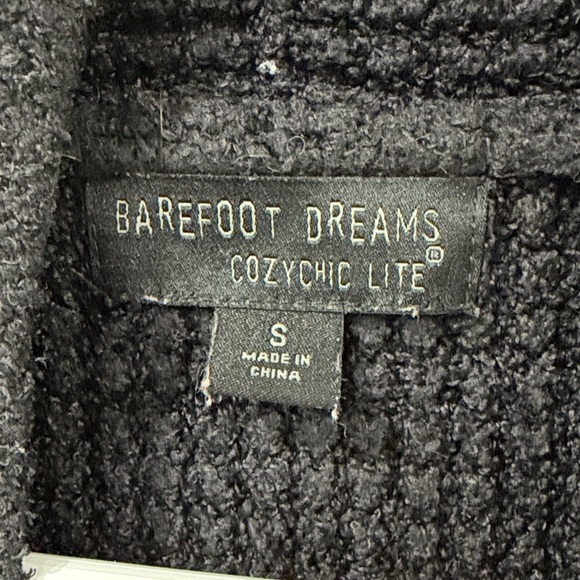 BAREFOOT DREAMS
COZYCHIC LITE®
S
MADE IN
CHINA